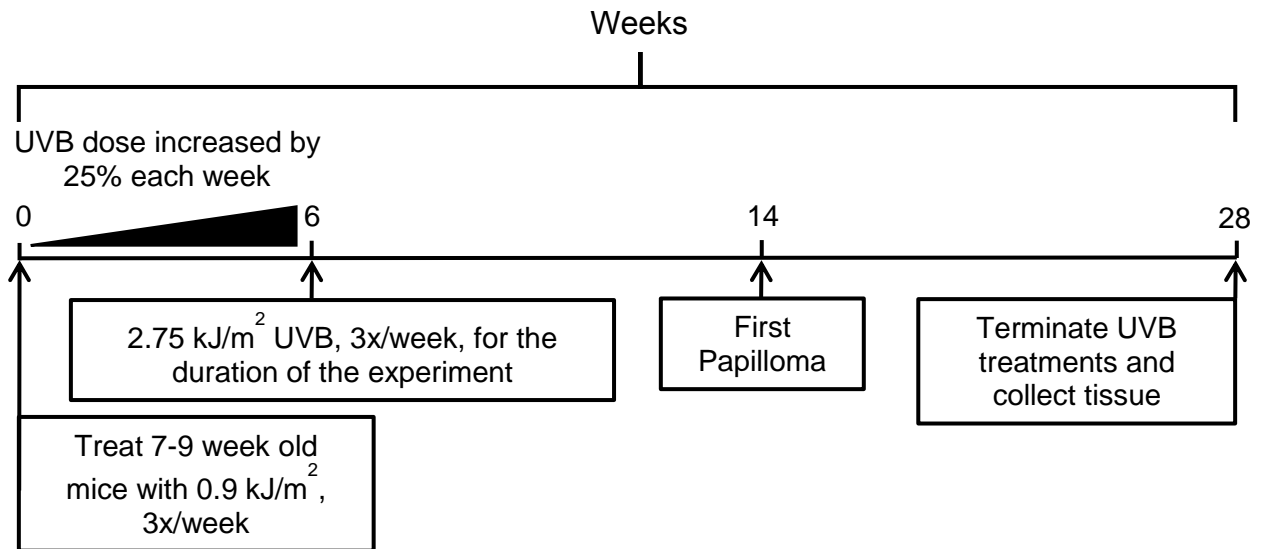 Weeks
UVB dose increased by
25% each week
0
6
14
28
2.75 kJ/m² UVB, 3x/week, for the
duration of the experiment
First
Papilloma
Terminate UVB
treatments and
collect tissue
Treat 7-9 week old
mice with 0.9 kJ/m²,
3x/week